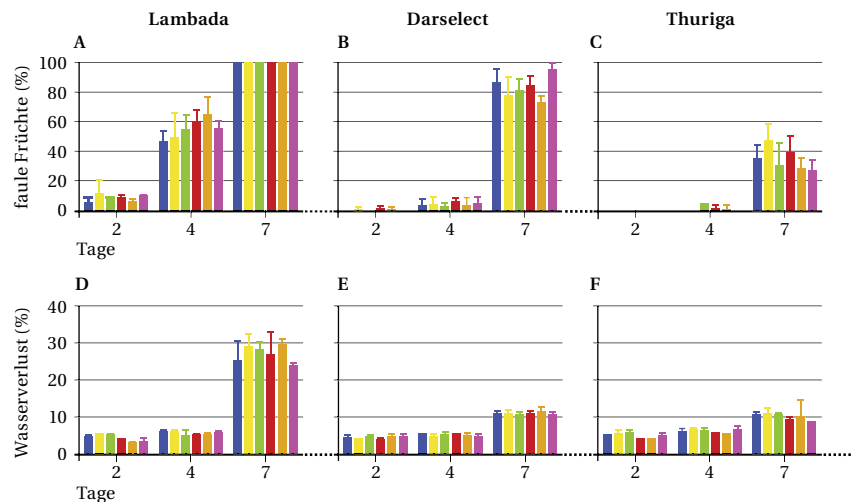 Lambada Darselect Thuriga
A B C
faule Früchte (%)
100
80
60
40
20
0
2 4 7 2 4 7 2 4 7
Tage
D E F
Wasserverlust (%)
40
30
20
10
0
2 4 7 2 4 7 2 4 7
Tage